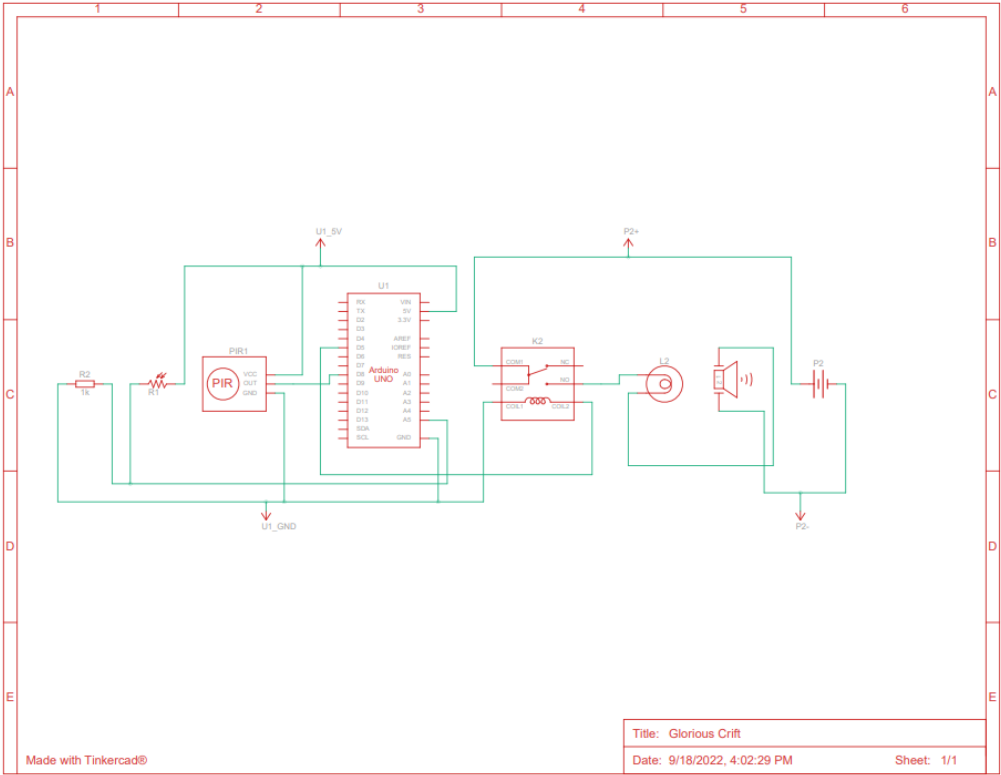 1 2 3 4 5 6
A A
B B
C C
D D
E E
U1_5V
P2+
U1
RX VIN
TX 5V
D2 3.3V
D3
D4 AREF
D5 IOREF
D6 RES
D7
D8 A0
D9 A1
D10 A2
D11 A3
D12 A4
D13 A5
SDA
SCL GND
Arduino
UNO
PIR1
PIR
VCC
OUT
GND
R2
1k
R1
K2
COM1 NC
NO
COM2
COIL1 COIL2
L2
P2
U1_GND
P2-
Title: Glorious Crift
Date: 9/18/2022, 4:02:29 PM Sheet: 1/1
Made with Tinkercad®